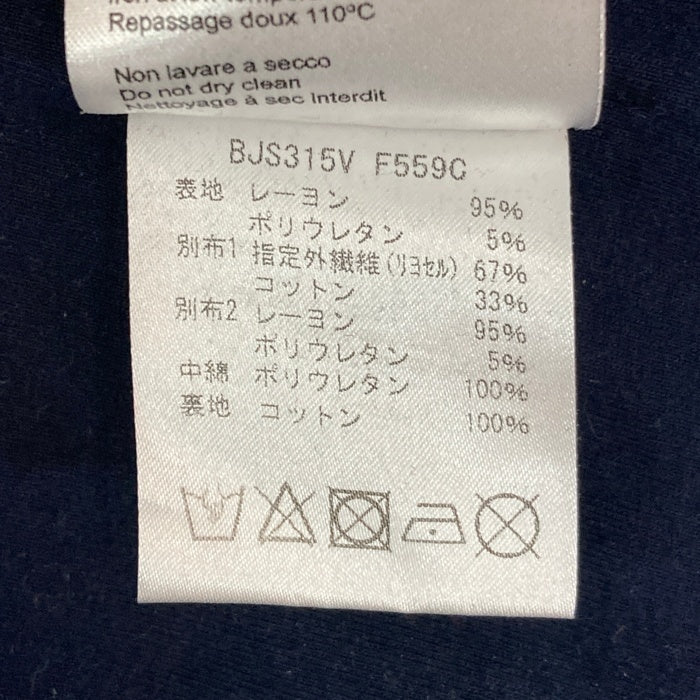 Repassage doux 110°C
Non lavare a secco
Do not dry clean
Nettoyage à sec Interdit
BJS315V F559C
表地 レーヨン 95%
ポリウレタン 5%
別布1 指定外繊維(リヨセル) 67%
コットン 33%
別布2 レーヨン 95%
ポリウレタン 5%
中綿 ポリウレタン 100%
裏地 コットン 100%